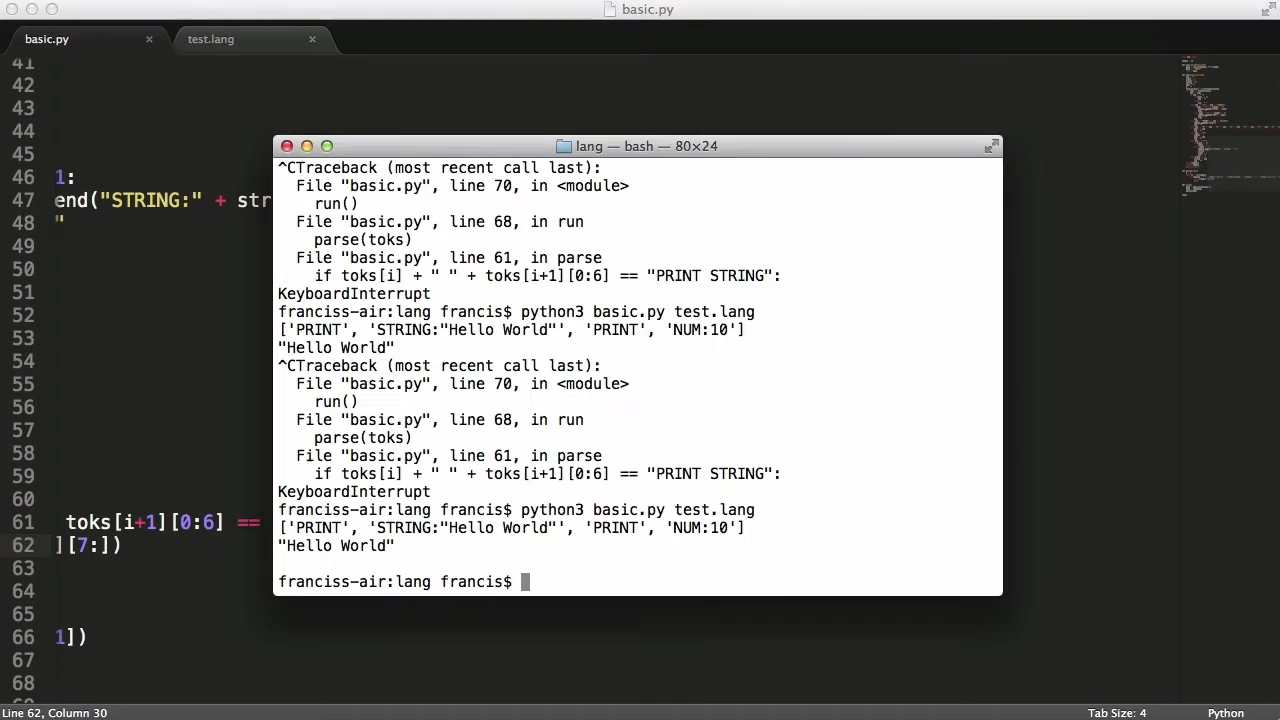 basic.py
basic.py × test.lang ×
41
42
43
44
45
46 1:
47 end("STRING:" + str
48 "
49
50
51
52
53
54
55
56
57
58
59
60
61 toks[i+1][0:6] ==
62 ][7:])
63
64
65
66 1])
67
68
lang — bash — 80×24
^CTraceback (most recent call last):
File "basic.py", line 70, in <module>
run()
File "basic.py", line 68, in run
parse(toks)
File "basic.py", line 61, in parse
if toks[i] + " " + toks[i+1][0:6] == "PRINT STRING":
KeyboardInterrupt
franciss-air:lang francis$ python3 basic.py test.lang
['PRINT', 'STRING:"Hello World"', 'PRINT', 'NUM:10']
"Hello World"
^CTraceback (most recent call last):
File "basic.py", line 70, in <module>
run()
File "basic.py", line 68, in run
parse(toks)
File "basic.py", line 61, in parse
if toks[i] + " " + toks[i+1][0:6] == "PRINT STRING":
KeyboardInterrupt
franciss-air:lang francis$ python3 basic.py test.lang
['PRINT', 'STRING:"Hello World"', 'PRINT', 'NUM:10']
"Hello World"
franciss-air:lang francis$
Line 62, Column 30
Tab Size: 4 Python